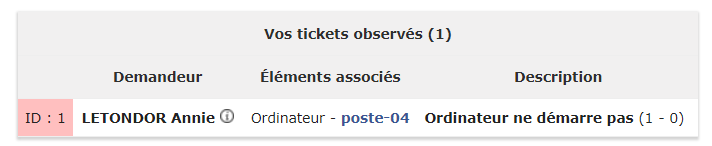 Vos tickets observés (1)
Demandeur Éléments associés Description
ID : 1 LETONDOR Annie Ordinateur - poste-04 Ordinateur ne démarre pas (1 - 0)